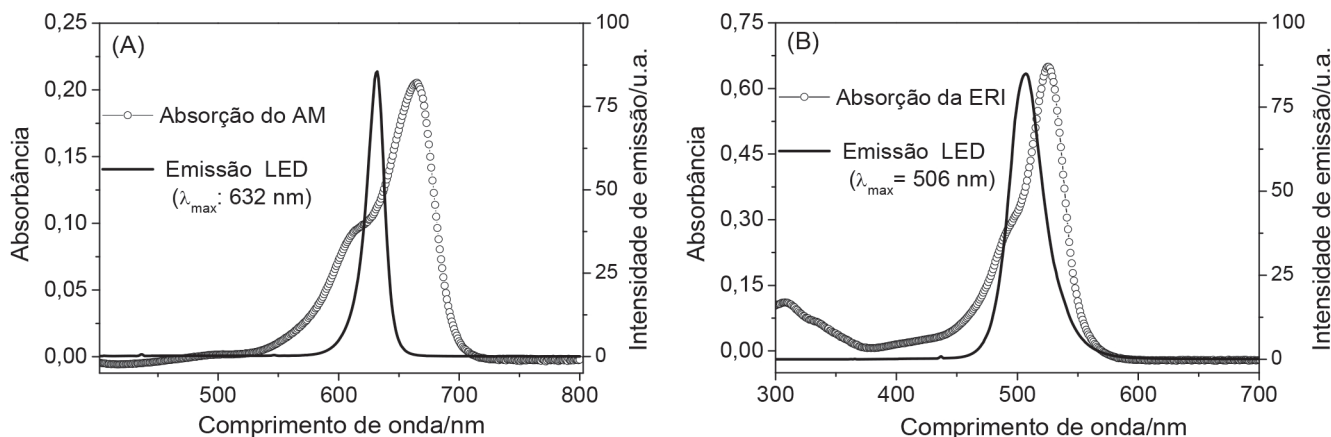 (A)
Absorção do AM
Emissão LED
(λmax: 632 nm)
0,25
0,20
0,15
0,10
0,05
0,00
Absorbância
100
75
50
25
0
Intensidade de emissão/u.a.
500 600 700 800
Comprimento de onda/nm
(B)
Absorção da ERI
Emissão LED
(λmax= 506 nm)
0,75
0,60
0,45
0,30
0,15
0,00
Absorbância
100
75
50
25
0
Intensidade de emissão/u.a.
300 400 500 600 700
Comprimento de onda/nm